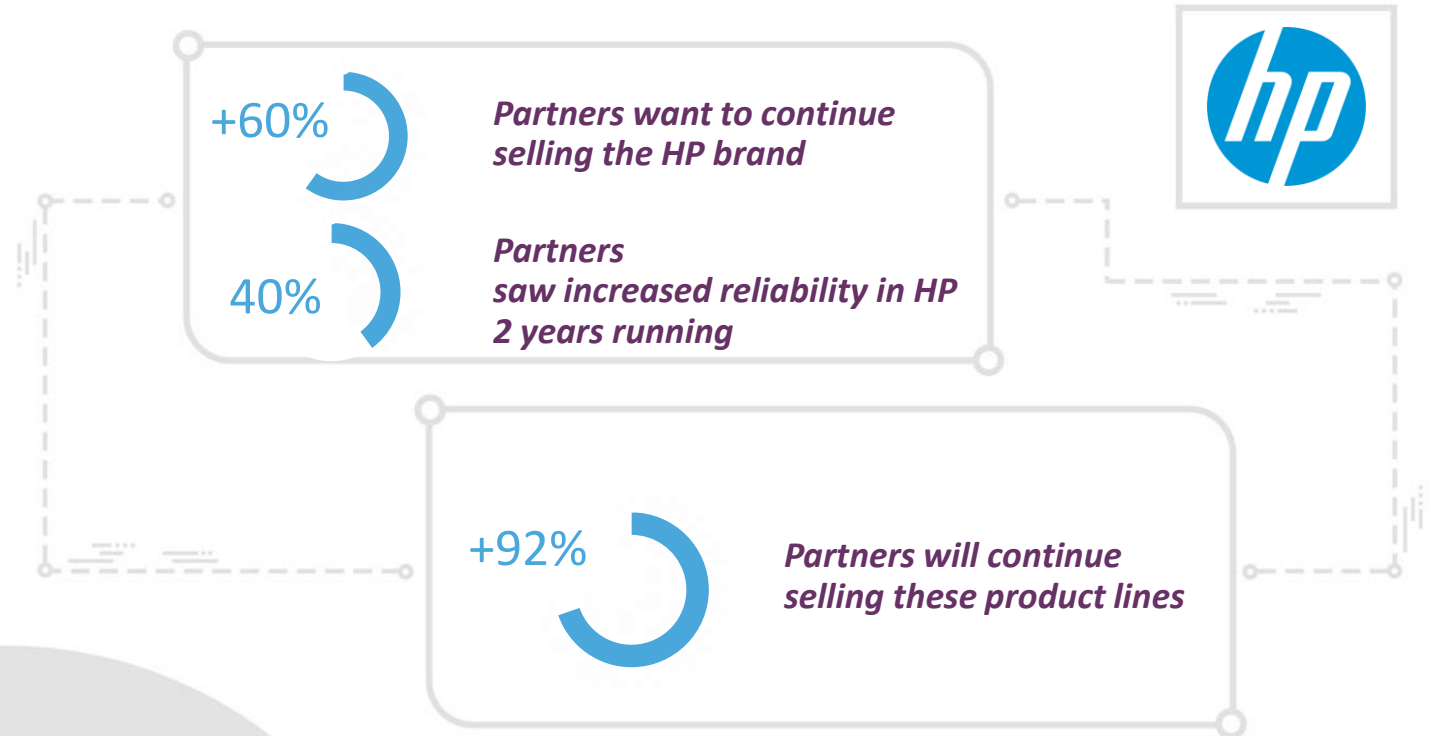 hp
+60%
Partners want to continue
selling the HP brand
40%
Partners
saw increased reliability in HP
2 years running
+92%
Partners will continue
selling these product lines